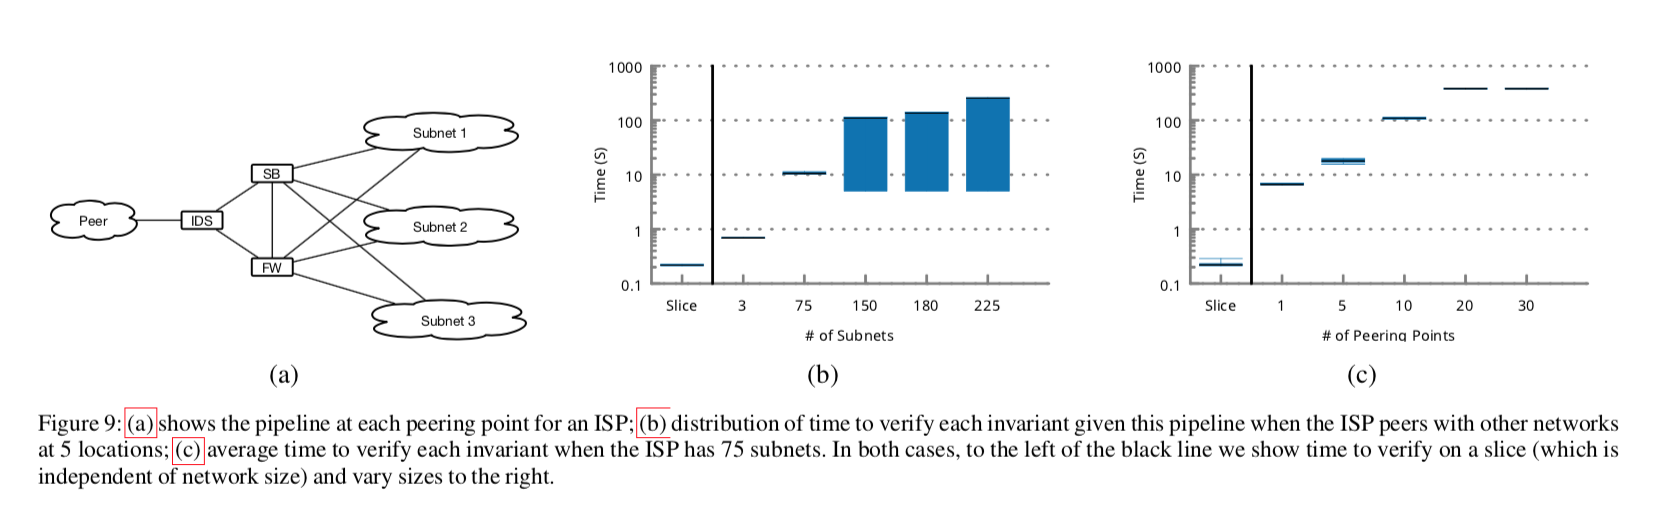 Peer
IDS
SB
FW
Subnet 1
Subnet 2
Subnet 3
(a)
Time (S)
1000
100
10
1
0.1
Slice 3 75 150 180 225
# of Subnets
(b)
Time (S)
1000
100
10
1
0.1
Slice 1 5 10 20 30
# of Peering Points
(c)
Figure 9: (a) shows the pipeline at each peering point for an ISP; (b) distribution of time to verify each invariant given this pipeline when the ISP peers with other networks
at 5 locations; (c) average time to verify each invariant when the ISP has 75 subnets. In both cases, to the left of the black line we show time to verify on a slice (which is
independent of network size) and vary sizes to the right.